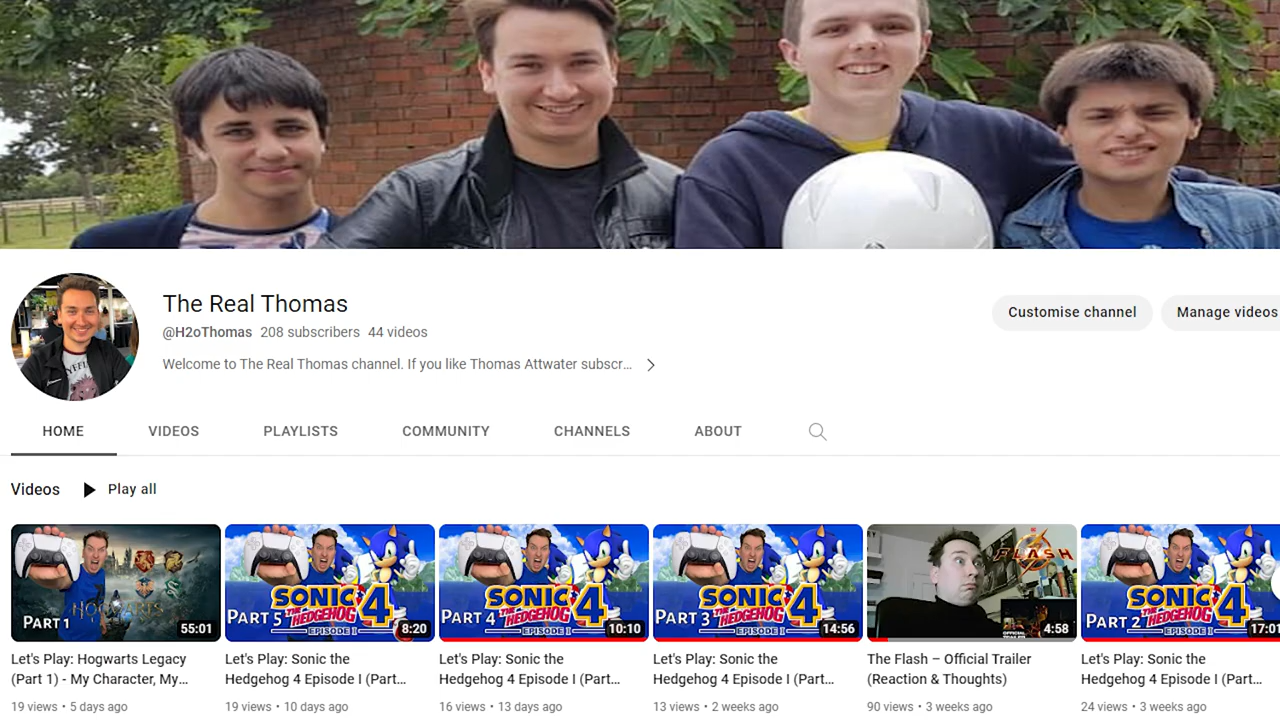 The Real Thomas
@H2oThomas 208 subscribers 44 videos
Welcome to The Real Thomas channel. If you like Thomas Attwater subscr...
Customise channel
Manage videos
HOME VIDEOS PLAYLISTS COMMUNITY CHANNELS ABOUT
Videos Play all
PART 1
HOGWARTS
55:01
SONIC 4
THE HEDGEHOG
EPISODE I
PART 5
8:20
SONIC 4
THE HEDGEHOG
EPISODE I
PART 4
10:10
SONIC 4
THE HEDGEHOG
EPISODE I
PART 3
14:56
FLASH
OFFICIAL
4:58
SONIC 4
THE HEDGEHOG
EPISODE I
PART 2
17:01
Let's Play: Hogwarts Legacy
(Part 1) - My Character, My...
19 views • 5 days ago
Let's Play: Sonic the
Hedgehog 4 Episode I (Part...
19 views • 10 days ago
Let's Play: Sonic the
Hedgehog 4 Episode I (Part...
16 views • 13 days ago
Let's Play: Sonic the
Hedgehog 4 Episode I (Part...
13 views • 2 weeks ago
The Flash – Official Trailer
(Reaction & Thoughts)
90 views • 3 weeks ago
Let's Play: Sonic the
Hedgehog 4 Episode I (Part...
24 views • 3 weeks ago